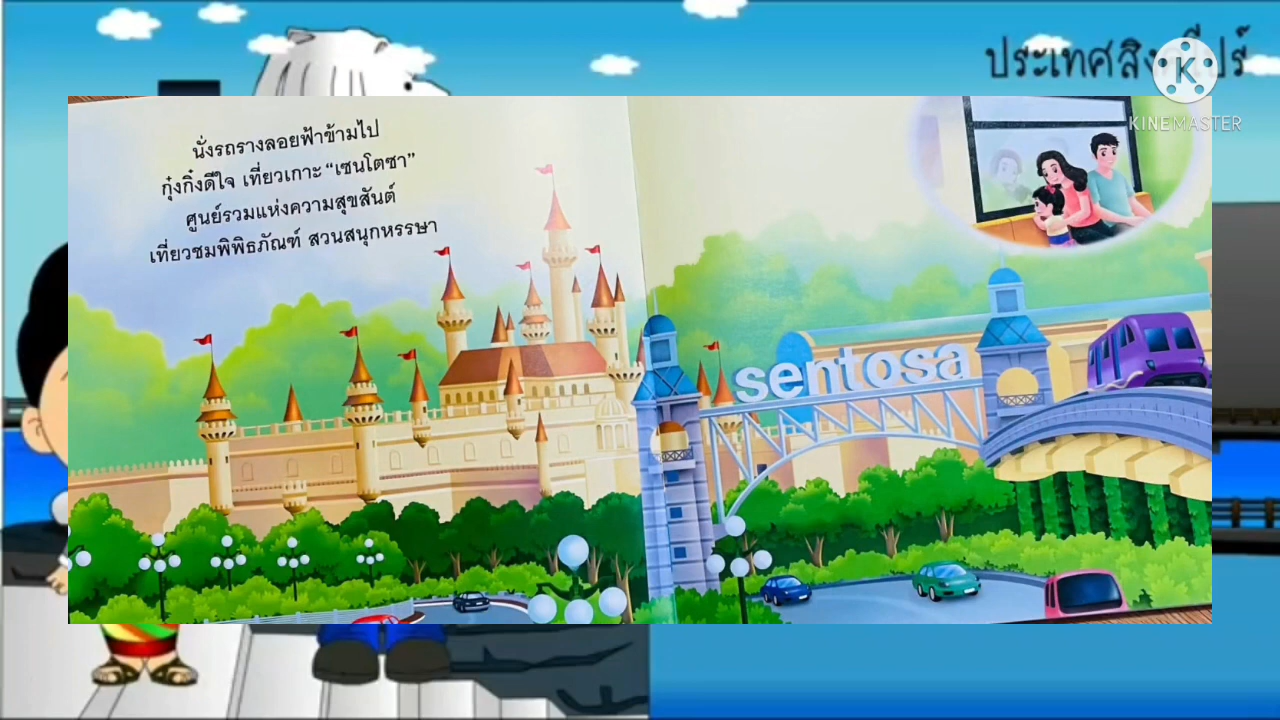 ประเทศสิงคโปร์
K
KINEMASTER
นั่งรถรางลอยฟ้าข้ามไป
กุ๋งกิ๋งดีใจ เที่ยวเกาะ “เซนโตซา”
ศูนย์รวมแห่งความสุขสันต์
เที่ยวชมพิพิธภัณฑ์ สวนสนุกหรรษา
sentosa